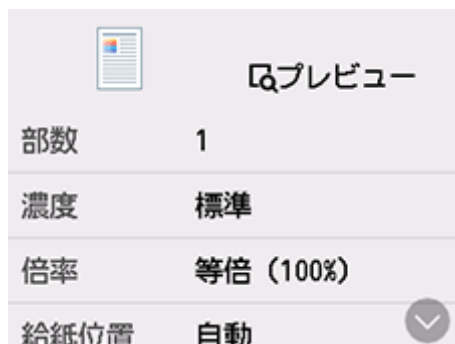 プレビュー
部数 1
濃度 標準
倍率 等倍 (100%)
給紙位置 自動